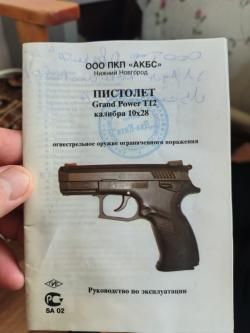 ООО ПКП «АКБС»
Нижний Новгород
ПИСТОЛЕТ
Grand Power T12
калибра 10x28
огнестрельное оружие ограниченного поражения
Руководство по эксплуатации
SA 02